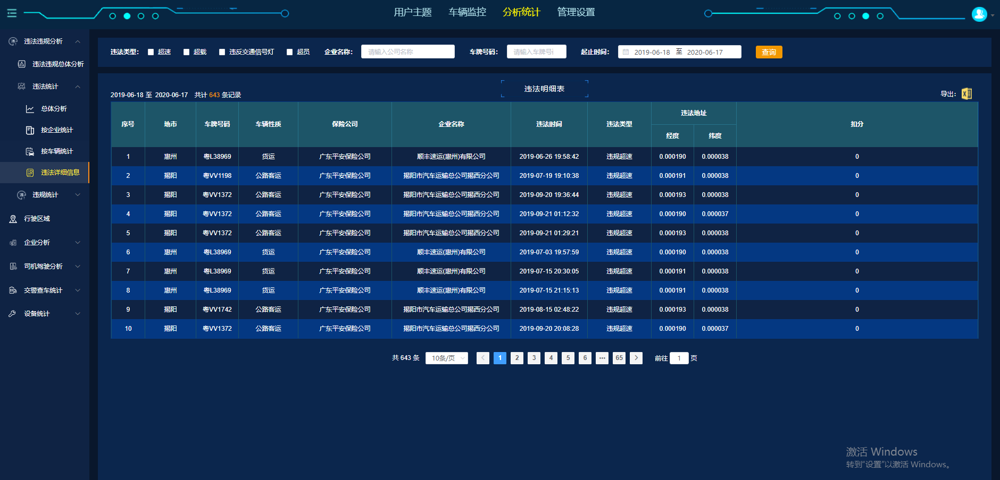 用户主题 车辆监控 分析统计 管理设置
违法违规分析
违法违规总体分析
违法统计
总体分析
按企业统计
按车辆统计
违法详细信息
违规统计
行驶区域
企业分析
司机驾驶分析
交警查车统计
设备统计
违法类型： 超速 超载 违反交通信号灯 超员 企业名称： 请输入公司名称 车牌号码： 请输入车牌号 起止时间： 2019-06-18 至 2020-06-17 查询
违法明细表
2019-06-18 至 2020-06-17 共计 643 条记录 导出：
序号 地市 车牌号码 车辆性质 保险公司 企业名称 违法时间 违法类型 违法地址 扣分
经度 纬度
1 惠州 粤L38969 货运 广东平安保险公司 顺丰速运(惠州)有限公司 2019-06-26 19:58:42 违规超速 0.000190 0.000038 0
2 揭阳 粤VV1198 公路客运 广东平安保险公司 揭阳市汽车运输总公司揭西分公司 2019-07-19 19:10:38 违规超速 0.000191 0.000038 0
3 揭阳 粤VV1372 公路客运 广东平安保险公司 揭阳市汽车运输总公司揭西分公司 2019-09-20 19:36:44 违规超速 0.000193 0.000038 0
4 揭阳 粤VV1372 公路客运 广东平安保险公司 揭阳市汽车运输总公司揭西分公司 2019-09-21 01:12:32 违规超速 0.000190 0.000037 0
5 揭阳 粤VV1372 公路客运 广东平安保险公司 揭阳市汽车运输总公司揭西分公司 2019-09-21 01:29:21 违规超速 0.000193 0.000038 0
6 惠州 粤L38969 货运 广东平安保险公司 顺丰速运(惠州)有限公司 2019-07-03 19:57:59 违规超速 0.000190 0.000038 0
7 惠州 粤L38969 货运 广东平安保险公司 顺丰速运(惠州)有限公司 2019-07-15 20:30:05 违规超速 0.000191 0.000038 0
8 惠州 粤L38969 货运 广东平安保险公司 顺丰速运(惠州)有限公司 2019-07-15 21:15:13 违规超速 0.000191 0.000038 0
9 揭阳 粤VV1742 公路客运 广东平安保险公司 揭阳市汽车运输总公司揭西分公司 2019-08-15 02:48:22 违规超速 0.000193 0.000038 0
10 揭阳 粤VV1372 公路客运 广东平安保险公司 揭阳市汽车运输总公司揭西分公司 2019-09-20 20:08:28 违规超速 0.000190 0.000037 0
共 643 条 10条/页 1 2 3 4 5 6 ··· 65 前往 1 页
激活 Windows
转到“设置”以激活 Windows。